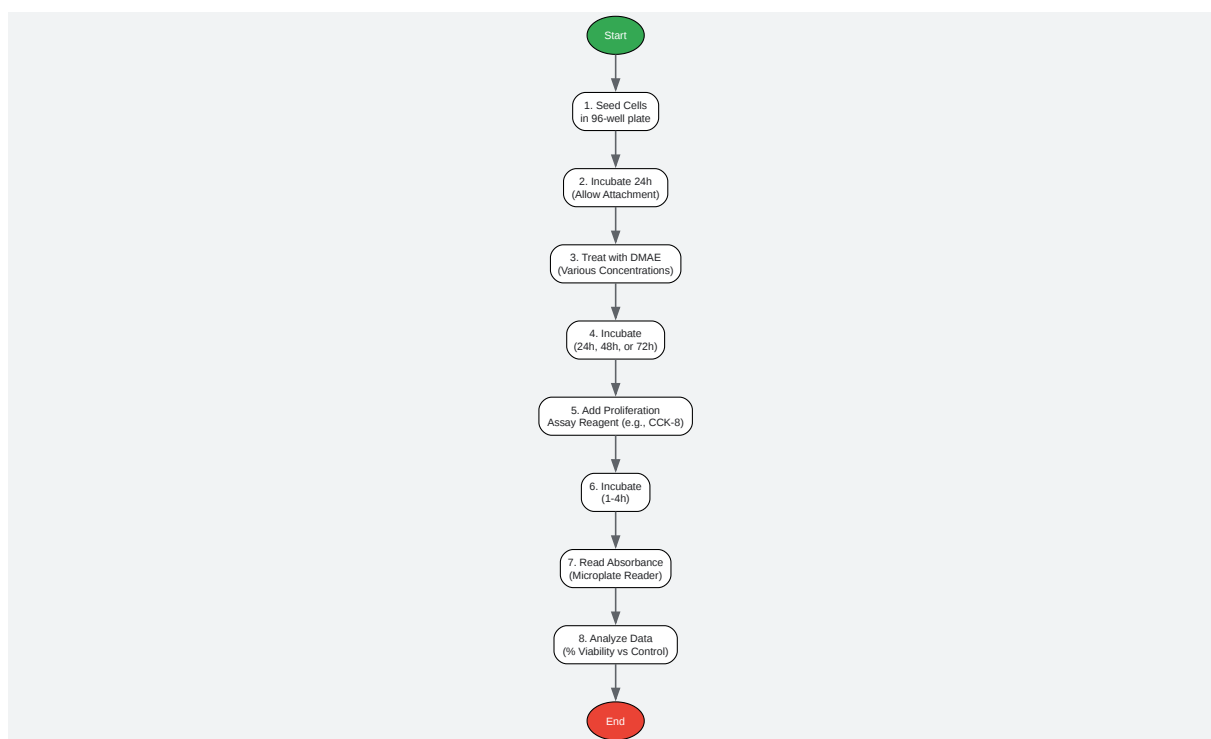 Start
1. Seed Cells
in 96-well plate
2. Incubate 24h
(Allow Attachment)
3. Treat with DMAE
(Various Concentrations)
4. Incubate
(24h, 48h, or 72h)
5. Add Proliferation
Assay Reagent (e.g., CCK-8)
6. Incubate
(1-4h)
7. Read Absorbance
(Microplate Reader)
8. Analyze Data
(% Viability vs Control)
End